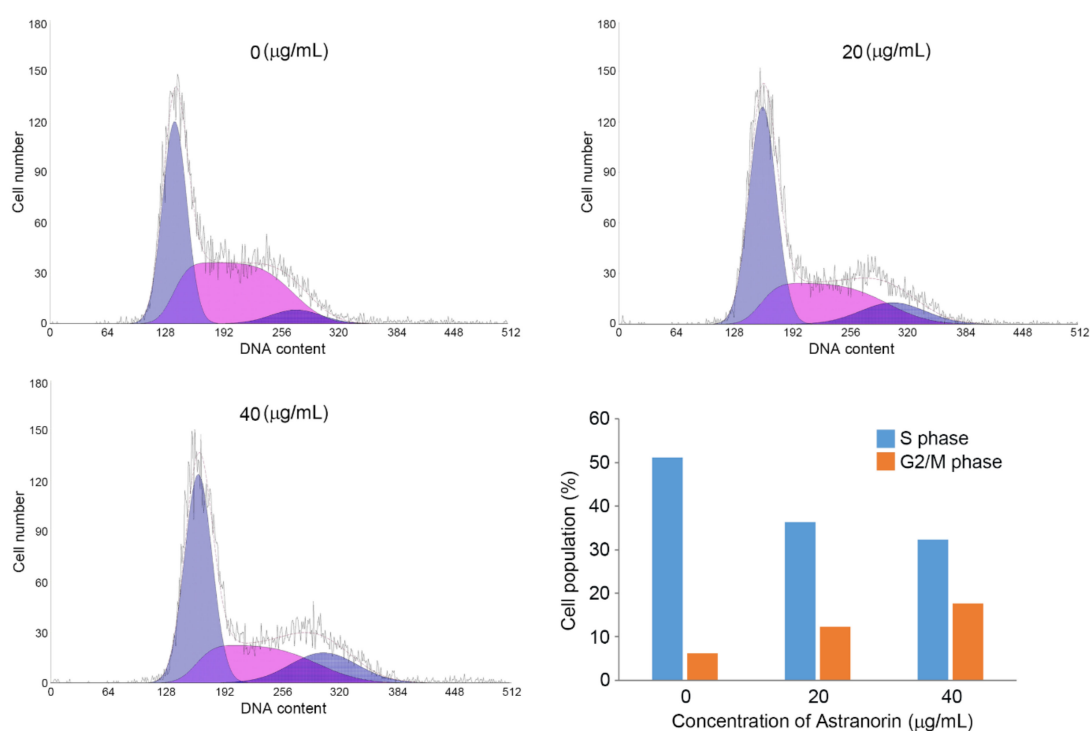 0 (μg/mL)
Cell number
180
150
120
90
60
30
0
0 64 128 192 256 320 384 448 512
DNA content
20 (μg/mL)
Cell number
180
150
120
90
60
30
0
0 64 128 192 256 320 384 448 512
DNA content
40 (μg/mL)
Cell number
180
150
120
90
60
30
0
0 64 128 192 256 320 384 448 512
DNA content
S phase
G2/M phase
Cell population (%)
60
50
40
30
20
10
0
0 20 40
Concentration of Astranorin (μg/mL)